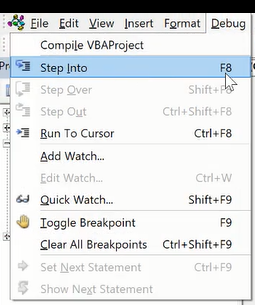 File Edit View Insert Format Debug
Compile VBAProject
Step Into F8
Step Over Shift+F8
Step Out Ctrl+Shift+F8
Run To Cursor Ctrl+F8
Add Watch...
Edit Watch... Ctrl+W
Quick Watch... Shift+F9
Toggle Breakpoint F9
Clear All Breakpoints Ctrl+Shift+F9
Set Next Statement Ctrl+F9
Show Next Statement